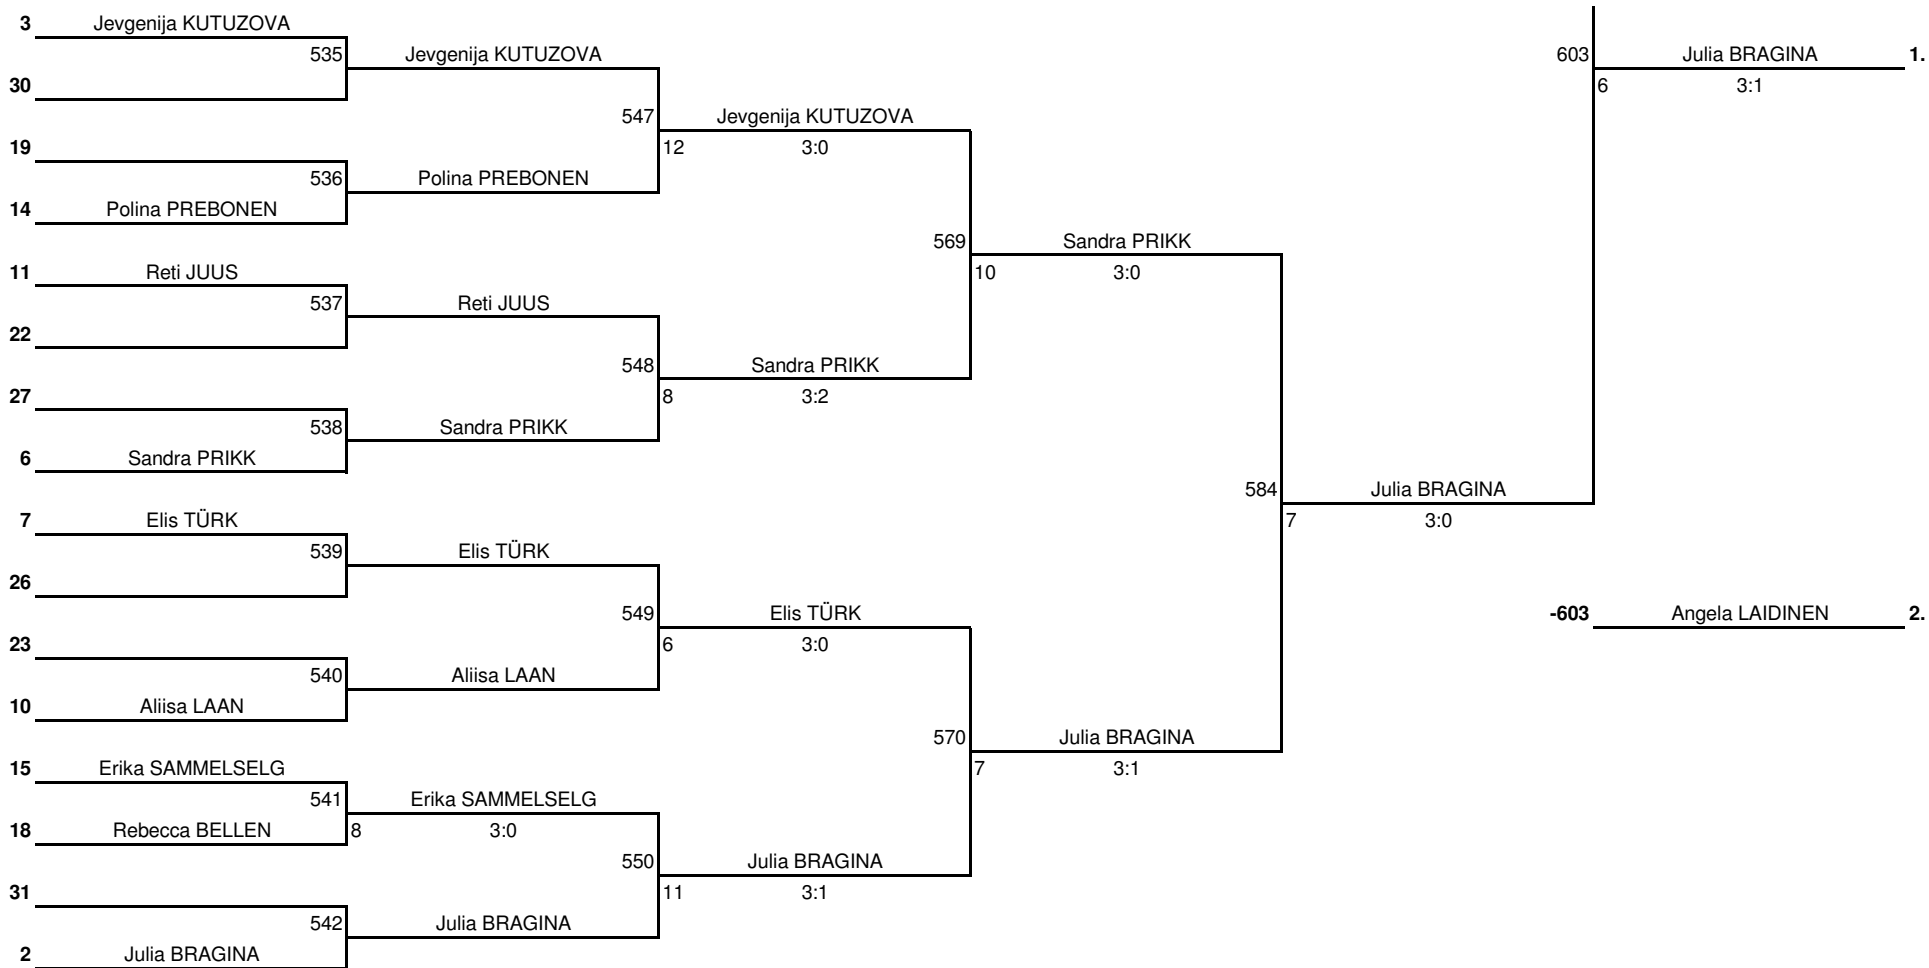 3 Jevgenija KUTUZOVA
535 Jevgenija KUTUZOVA 603 Julia BRAGINA 1.
30 6 3:1
547 Jevgenija KUTUZOVA
19 12 3:0
536 Polina PREBONEN
14 Polina PREBONEN
569 Sandra PRIKK
11 Reti JUUS 10 3:0
537 Reti JUUS
22
548 Sandra PRIKK
27 8 3:2
538 Sandra PRIKK
6 Sandra PRIKK
584 Julia BRAGINA
7 Elis TÜRK 7 3:0
539 Elis TÜRK
26
549 Elis TÜRK -603 Angela LAIDINEN 2.
23 6 3:0
540 Aliisa LAAN
10 Aliisa LAAN
570 Julia BRAGINA
15 Erika SAMMELSELG 7 3:1
541 Erika SAMMELSELG
18 Rebecca BELLEN 8 3:0
550 Julia BRAGINA
31 11 3:1
542 Julia BRAGINA
2 Julia BRAGINA